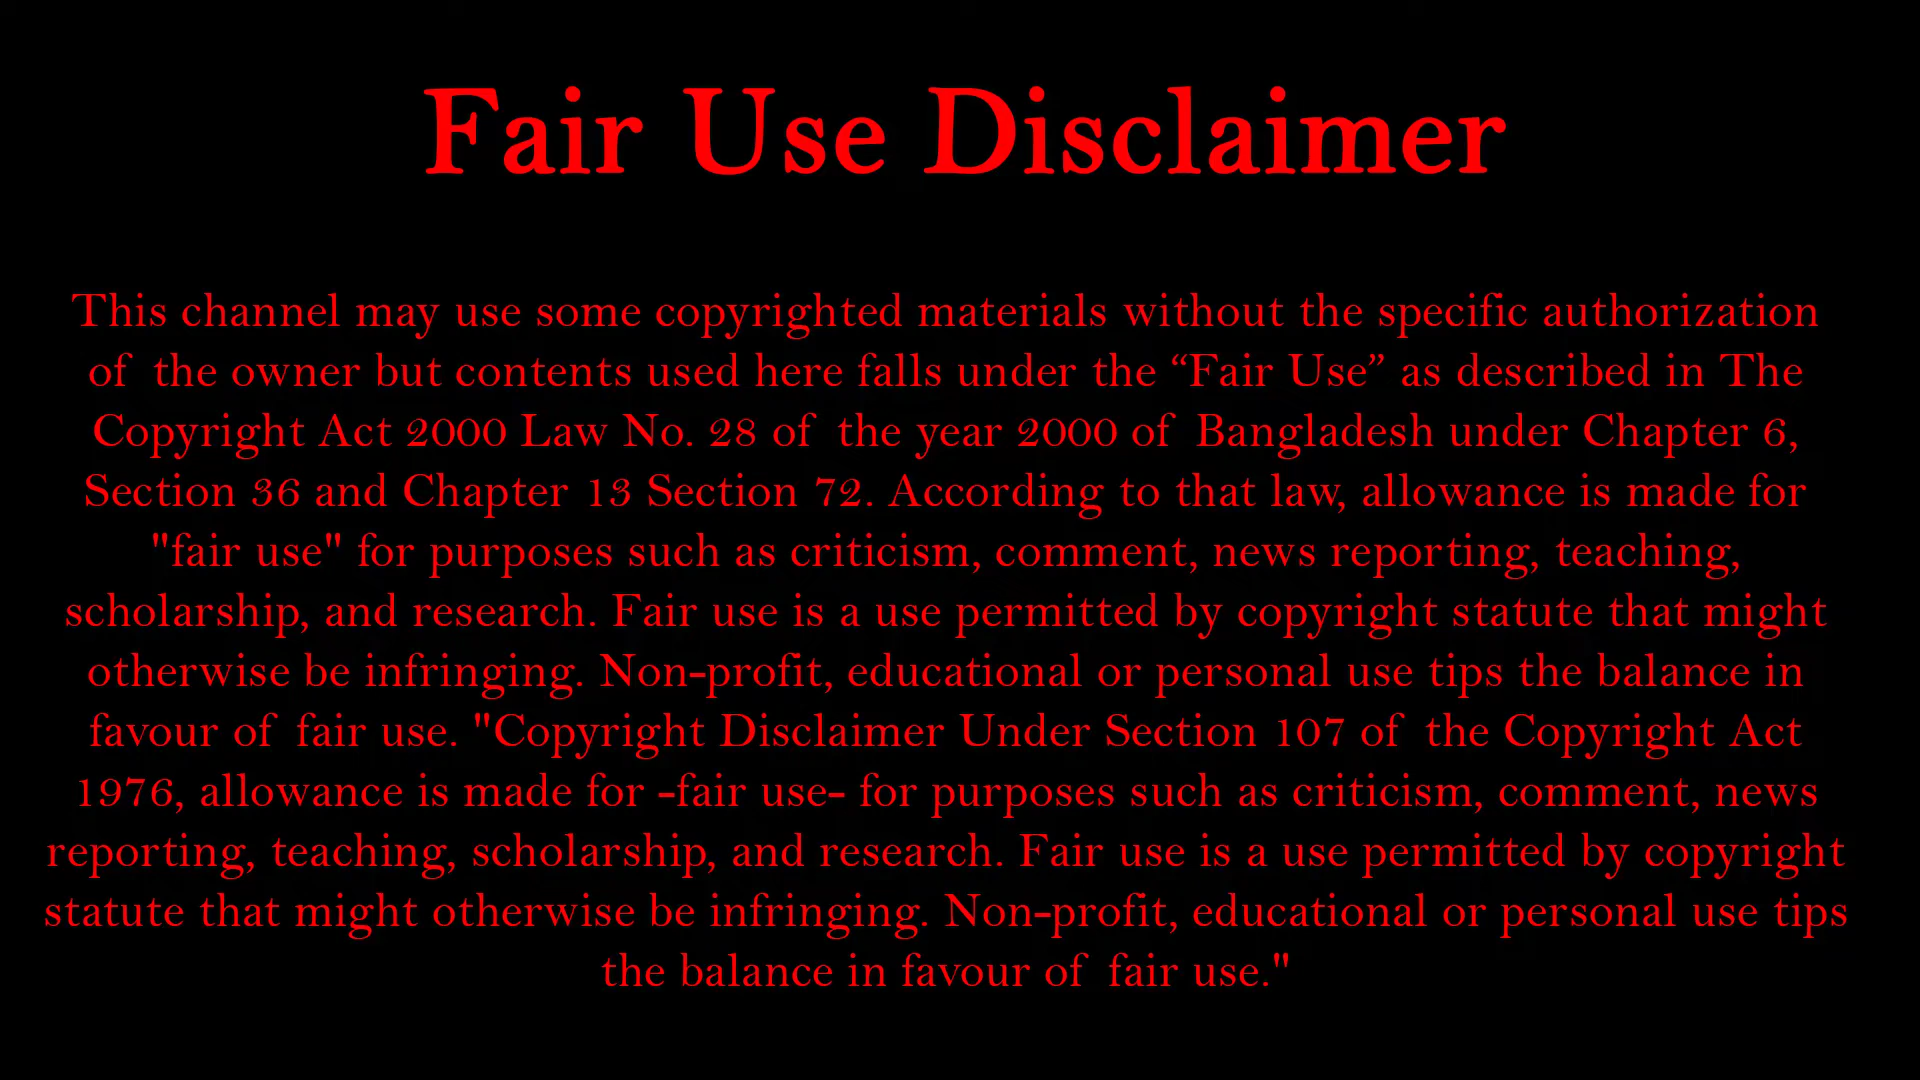 Fair Use Disclaimer
This channel may use some copyrighted materials without the specific authorization
of the owner but contents used here falls under the “Fair Use” as described in The
Copyright Act 2000 Law No. 28 of the year 2000 of Bangladesh under Chapter 6,
Section 36 and Chapter 13 Section 72. According to that law, allowance is made for
"fair use" for purposes such as criticism, comment, news reporting, teaching,
scholarship, and research. Fair use is a use permitted by copyright statute that might
otherwise be infringing. Non-profit, educational or personal use tips the balance in
favour of fair use. "Copyright Disclaimer Under Section 107 of the Copyright Act
1976, allowance is made for -fair use- for purposes such as criticism, comment, news
reporting, teaching, scholarship, and research. Fair use is a use permitted by copyright
statute that might otherwise be infringing. Non-profit, educational or personal use tips
the balance in favour of fair use."